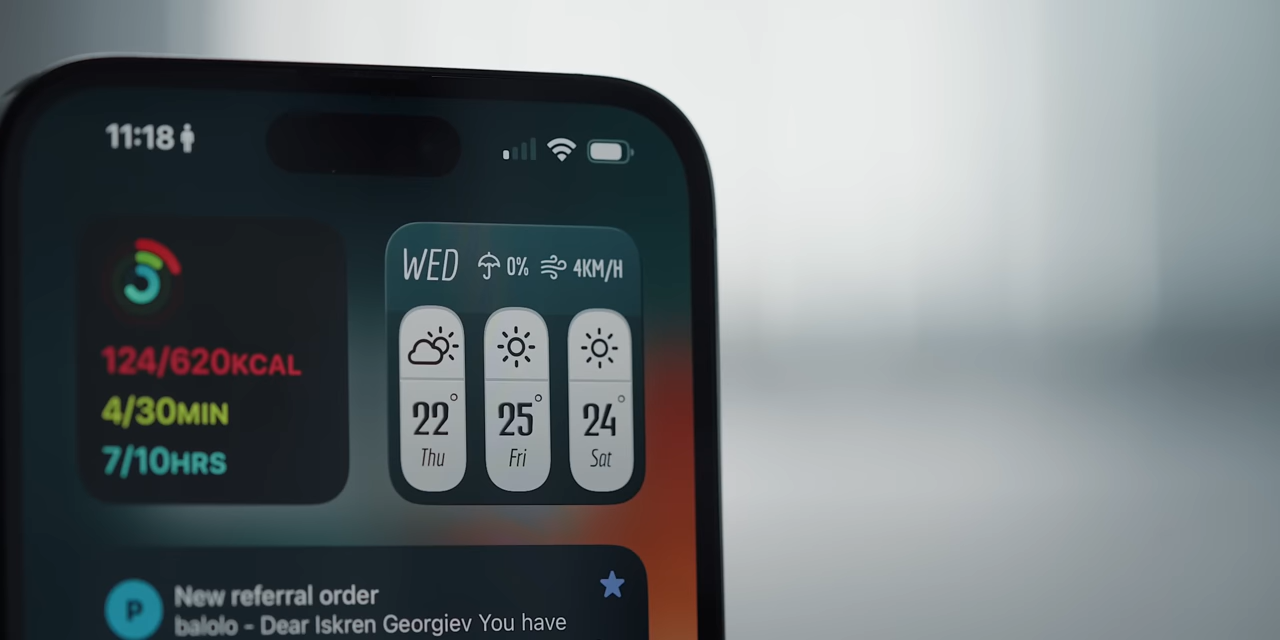 11:18
124/620KCAL
4/30MIN
7/10HRS
WED 0% 4KM/H
22° 25° 24°
Thu Fri Sat
P
New referral order
balolo - Dear Iskren Georgiev You have